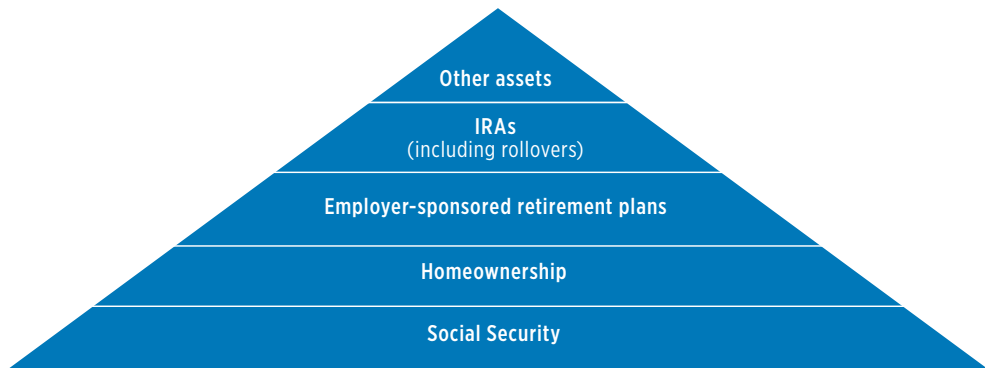 Other assets
IRAs
(including rollovers)
Employer-sponsored retirement plans
Homeownership
Social Security